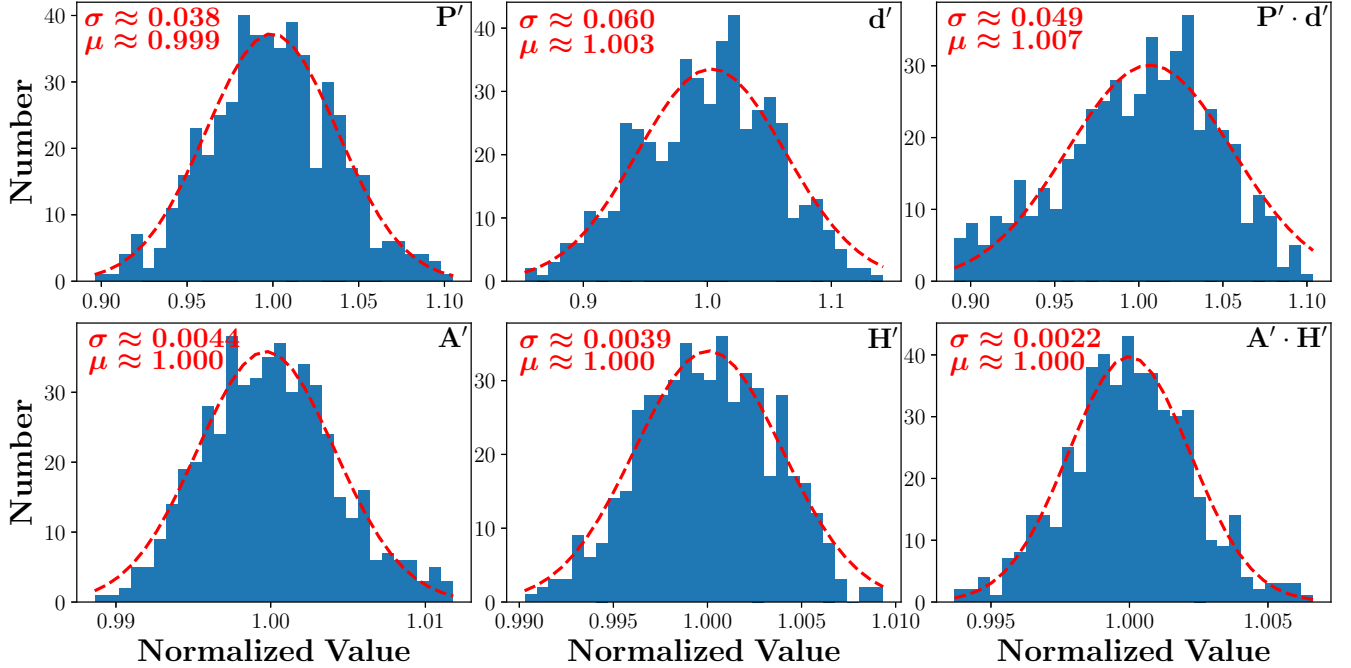 σ ≈ 0.038
μ ≈ 0.999
P′
Number
40
30
20
10
0
0.90 0.95 1.00 1.05 1.10
σ ≈ 0.060
μ ≈ 1.003
d′
40
30
20
10
0
0.9 1.0 1.1
σ ≈ 0.049
μ ≈ 1.007
P′ · d′
30
20
10
0
0.90 0.95 1.00 1.05 1.10
σ ≈ 0.0044
μ ≈ 1.000
A′
Number
30
20
10
0
0.99 1.00 1.01
Normalized Value
σ ≈ 0.0039
μ ≈ 1.000
H′
30
20
10
0
0.990 0.995 1.000 1.005 1.010
Normalized Value
σ ≈ 0.0022
μ ≈ 1.000
A′ · H′
40
30
20
10
0
0.995 1.000 1.005
Normalized Value